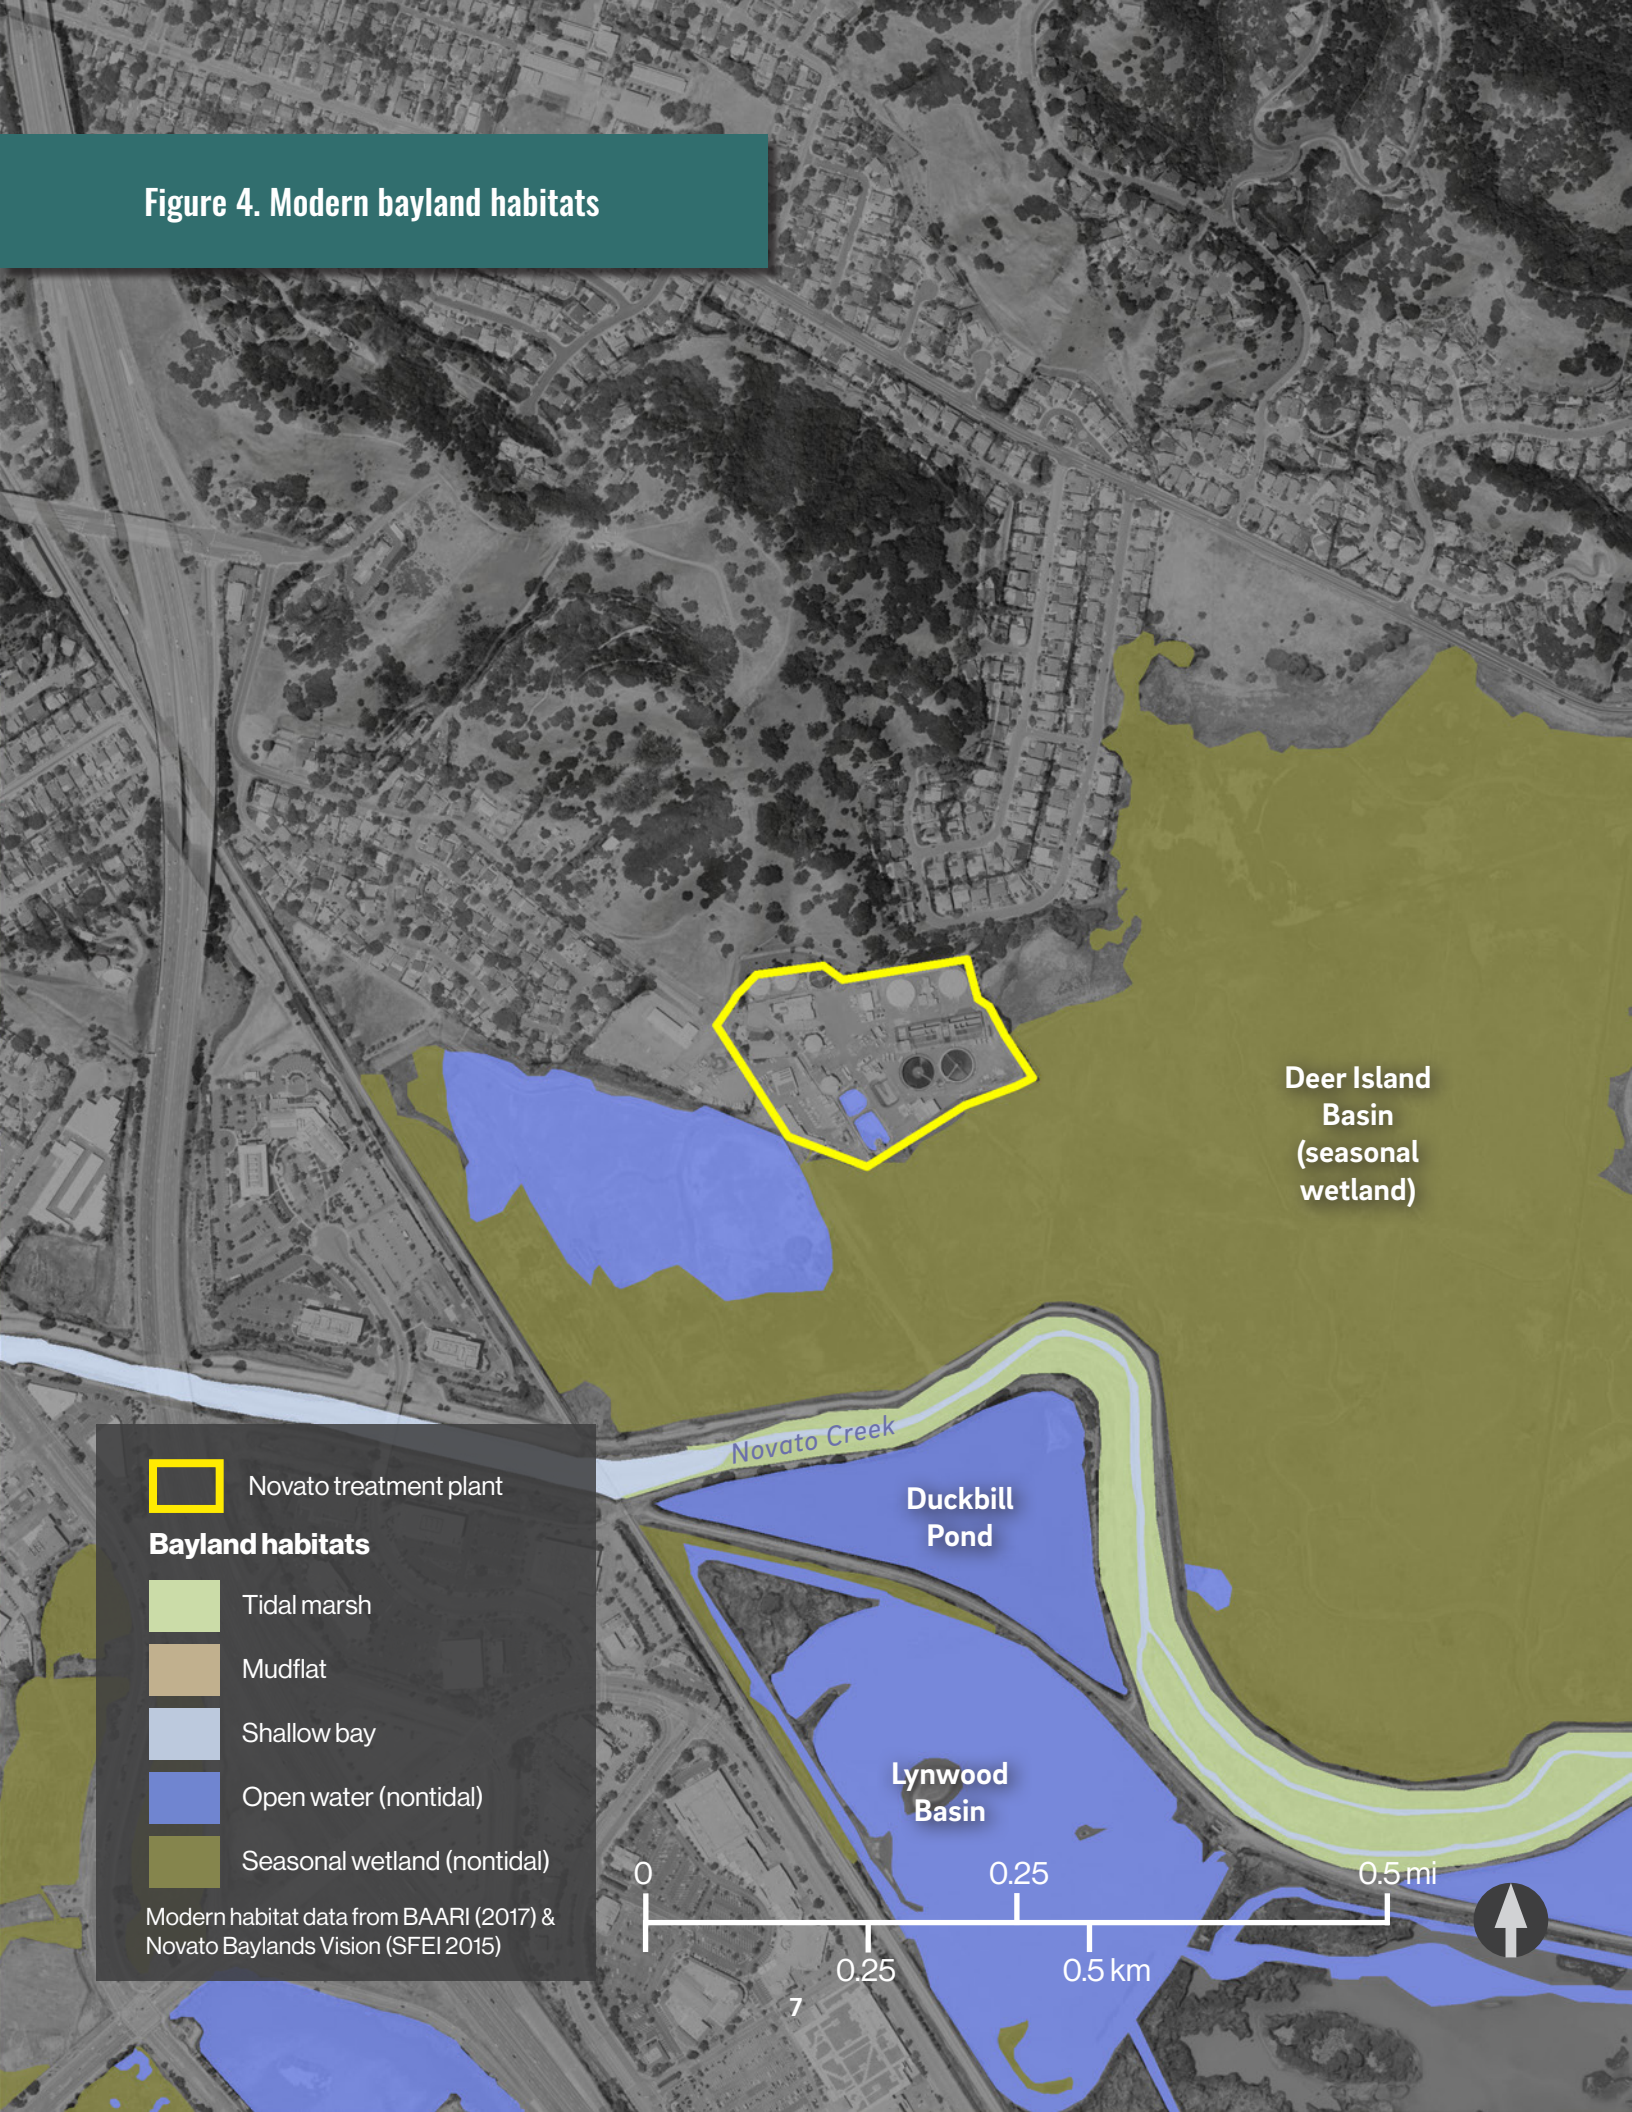 Figure 4. Modern bayland habitats
Deer Island
Basin
(seasonal
wetland)
Novato Creek
Duckbill
Pond
Lynwood
Basin
Novato treatment plant
Bayland habitats
Tidal marsh
Mudflat
Shallow bay
Open water (nontidal)
Seasonal wetland (nontidal)
Modern habitat data from BAARI (2017) &
Novato Baylands Vision (SFEI 2015)
0 0.25 0.5 mi
0.25 0.5 km
7